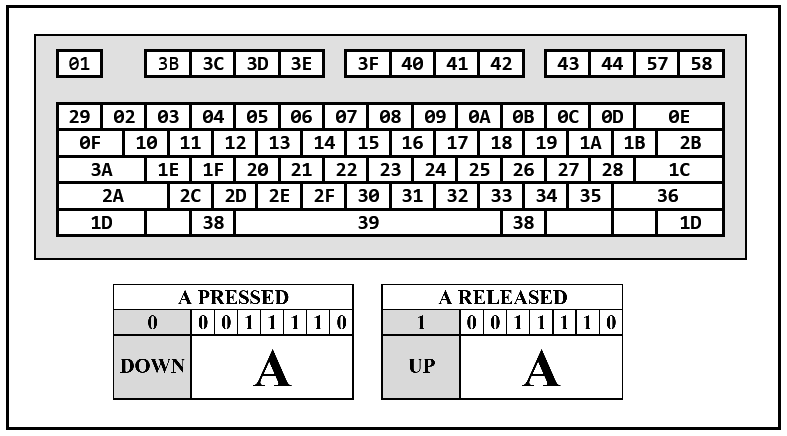 01 3B 3C 3D 3E 3F 40 41 42 43 44 57 58
29 02 03 04 05 06 07 08 09 0A 0B 0C 0D 0E
0F 10 11 12 13 14 15 16 17 18 19 1A 1B 2B
3A 1E 1F 20 21 22 23 24 25 26 27 28 1C
2A 2C 2D 2E 2F 30 31 32 33 34 35 36
1D 38 39 38 1D
A PRESSED
0 0 0 1 1 1 1 0
DOWN A
A RELEASED
1 0 0 1 1 1 1 0
UP A